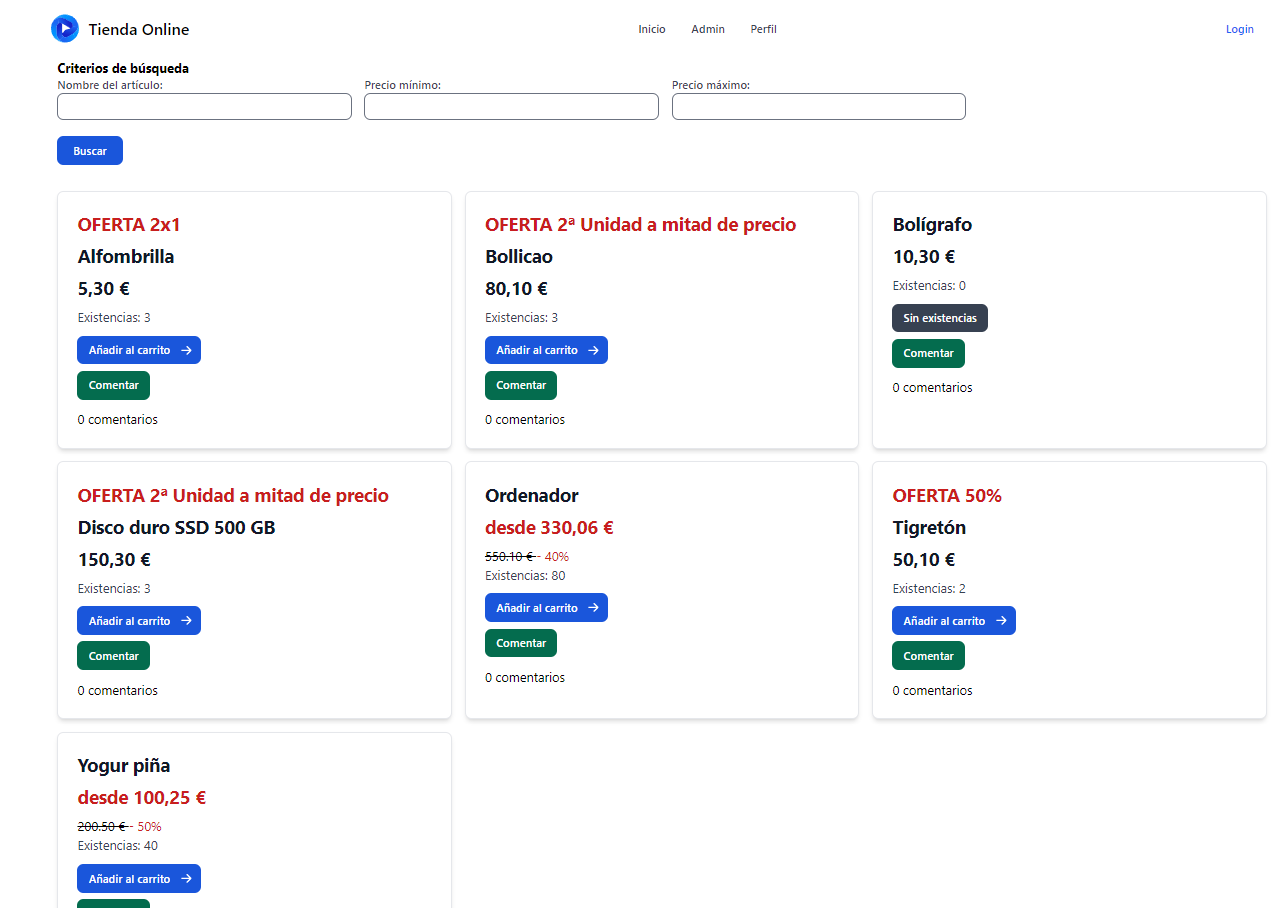 Tienda Online
Inicio Admin Perfil
Login
Criterios de búsqueda
Nombre del artículo: Precio mínimo: Precio máximo:
Buscar
OFERTA 2x1
Alfombrilla
5,30 €
Existencias: 3
Añadir al carrito →
Comentar
0 comentarios
OFERTA 2ª Unidad a mitad de precio
Bollicao
80,10 €
Existencias: 3
Añadir al carrito →
Comentar
0 comentarios
Bolígrafo
10,30 €
Existencias: 0
Sin existencias
Comentar
0 comentarios
OFERTA 2ª Unidad a mitad de precio
Disco duro SSD 500 GB
150,30 €
Existencias: 3
Añadir al carrito →
Comentar
0 comentarios
Ordenador
desde 330,06 €
550.10 € - 40%
Existencias: 80
Añadir al carrito →
Comentar
0 comentarios
OFERTA 50%
Tigretón
50,10 €
Existencias: 2
Añadir al carrito →
Comentar
0 comentarios
Yogur piña
desde 100,25 €
200.50 € - 50%
Existencias: 40
Añadir al carrito →